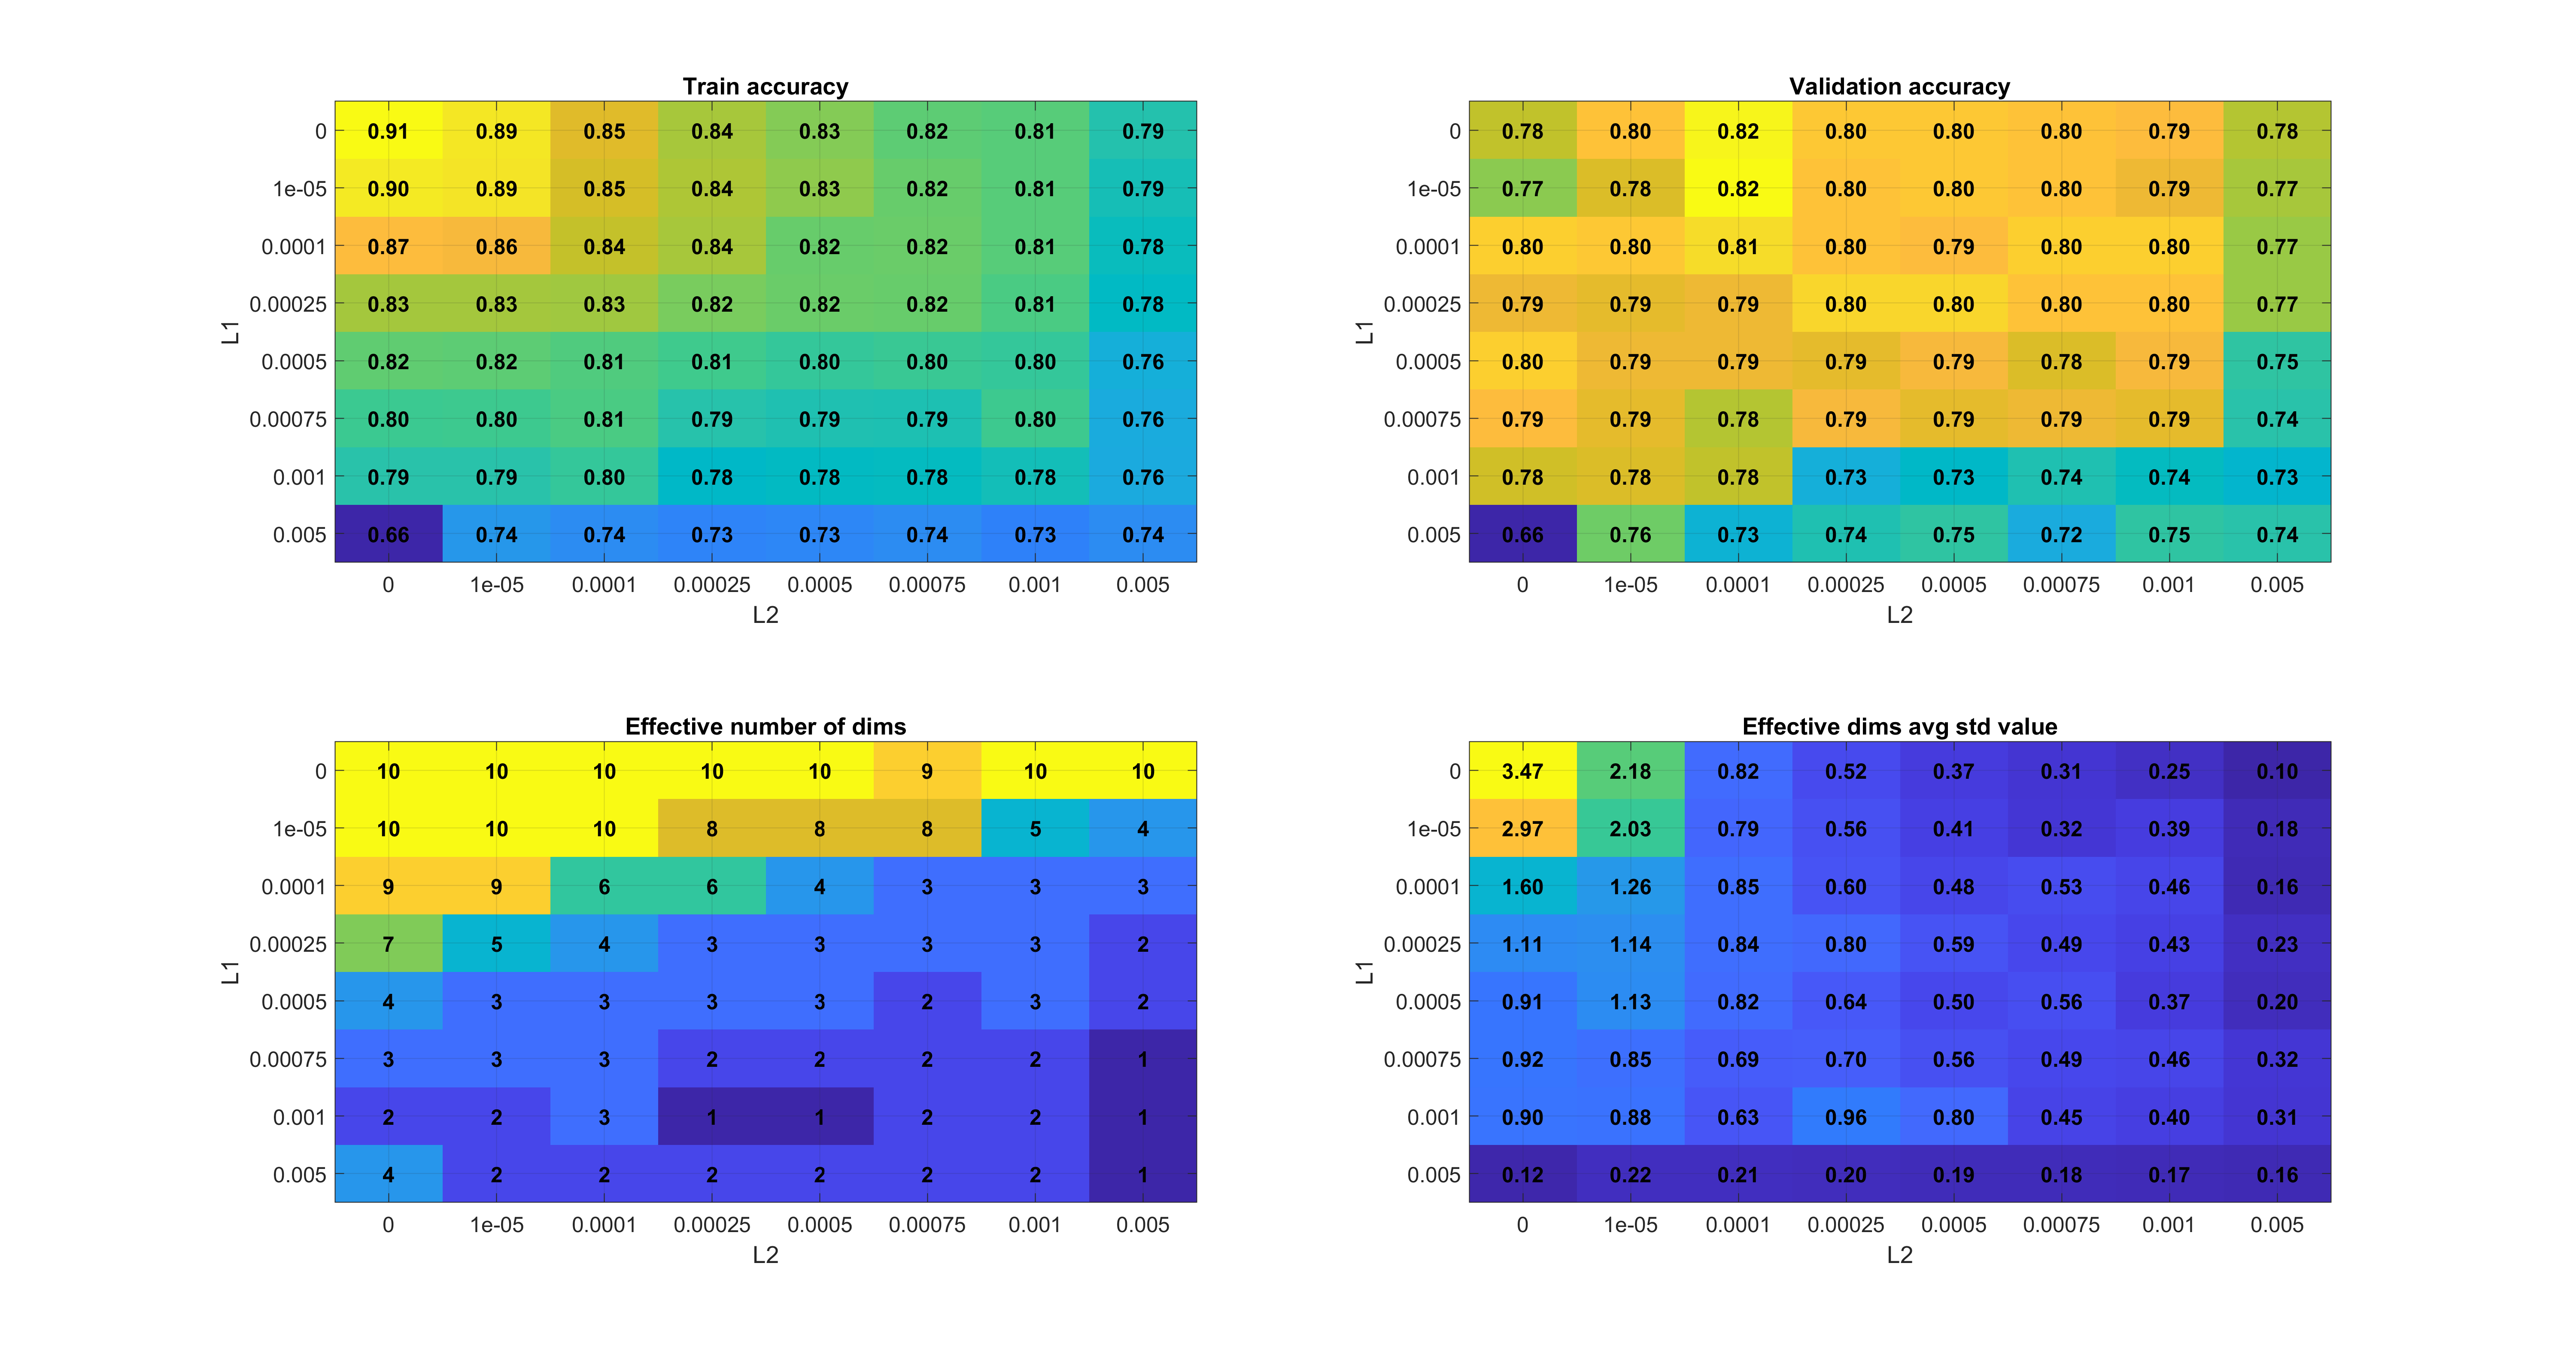 Train accuracy
0 0.91 0.89 0.85 0.84 0.83 0.82 0.81 0.79
1e-05 0.90 0.89 0.85 0.84 0.83 0.82 0.81 0.79
0.0001 0.87 0.86 0.84 0.84 0.82 0.82 0.81 0.78
0.00025 0.83 0.83 0.83 0.82 0.82 0.82 0.81 0.78
L1
0.0005 0.82 0.82 0.81 0.81 0.80 0.80 0.80 0.76
0.00075 0.80 0.80 0.81 0.79 0.79 0.79 0.80 0.76
0.001 0.79 0.79 0.80 0.78 0.78 0.78 0.78 0.76
0.005 0.66 0.74 0.74 0.73 0.73 0.74 0.73 0.74
0 1e-05 0.0001 0.00025 0.0005 0.00075 0.001 0.005
L2
Validation accuracy
0 0.78 0.80 0.82 0.80 0.80 0.80 0.79 0.78
1e-05 0.77 0.78 0.82 0.80 0.80 0.80 0.79 0.77
0.0001 0.80 0.80 0.81 0.80 0.79 0.80 0.80 0.77
0.00025 0.79 0.79 0.79 0.80 0.80 0.80 0.80 0.77
L1
0.0005 0.80 0.79 0.79 0.79 0.79 0.78 0.79 0.75
0.00075 0.79 0.79 0.78 0.79 0.79 0.79 0.79 0.74
0.001 0.78 0.78 0.78 0.73 0.73 0.74 0.74 0.73
0.005 0.66 0.76 0.73 0.74 0.75 0.72 0.75 0.74
0 1e-05 0.0001 0.00025 0.0005 0.00075 0.001 0.005
L2
Effective number of dims
0 10 10 10 10 10 9 10 10
1e-05 10 10 10 8 8 8 5 4
0.0001 9 9 6 6 4 3 3 3
0.00025 7 5 4 3 3 3 3 2
L1
0.0005 4 3 3 3 3 2 3 2
0.00075 3 3 3 2 2 2 2 1
0.001 2 2 3 1 1 2 2 1
0.005 4 2 2 2 2 2 2 1
0 1e-05 0.0001 0.00025 0.0005 0.00075 0.001 0.005
L2
Effective dims avg std value
0 3.47 2.18 0.82 0.52 0.37 0.31 0.25 0.10
1e-05 2.97 2.03 0.79 0.56 0.41 0.32 0.39 0.18
0.0001 1.60 1.26 0.85 0.60 0.48 0.53 0.46 0.16
0.00025 1.11 1.14 0.84 0.80 0.59 0.49 0.43 0.23
L1
0.0005 0.91 1.13 0.82 0.64 0.50 0.56 0.37 0.20
0.00075 0.92 0.85 0.69 0.70 0.56 0.49 0.46 0.32
0.001 0.90 0.88 0.63 0.96 0.80 0.45 0.40 0.31
0.005 0.12 0.22 0.21 0.20 0.19 0.18 0.17 0.16
0 1e-05 0.0001 0.00025 0.0005 0.00075 0.001 0.005
L2